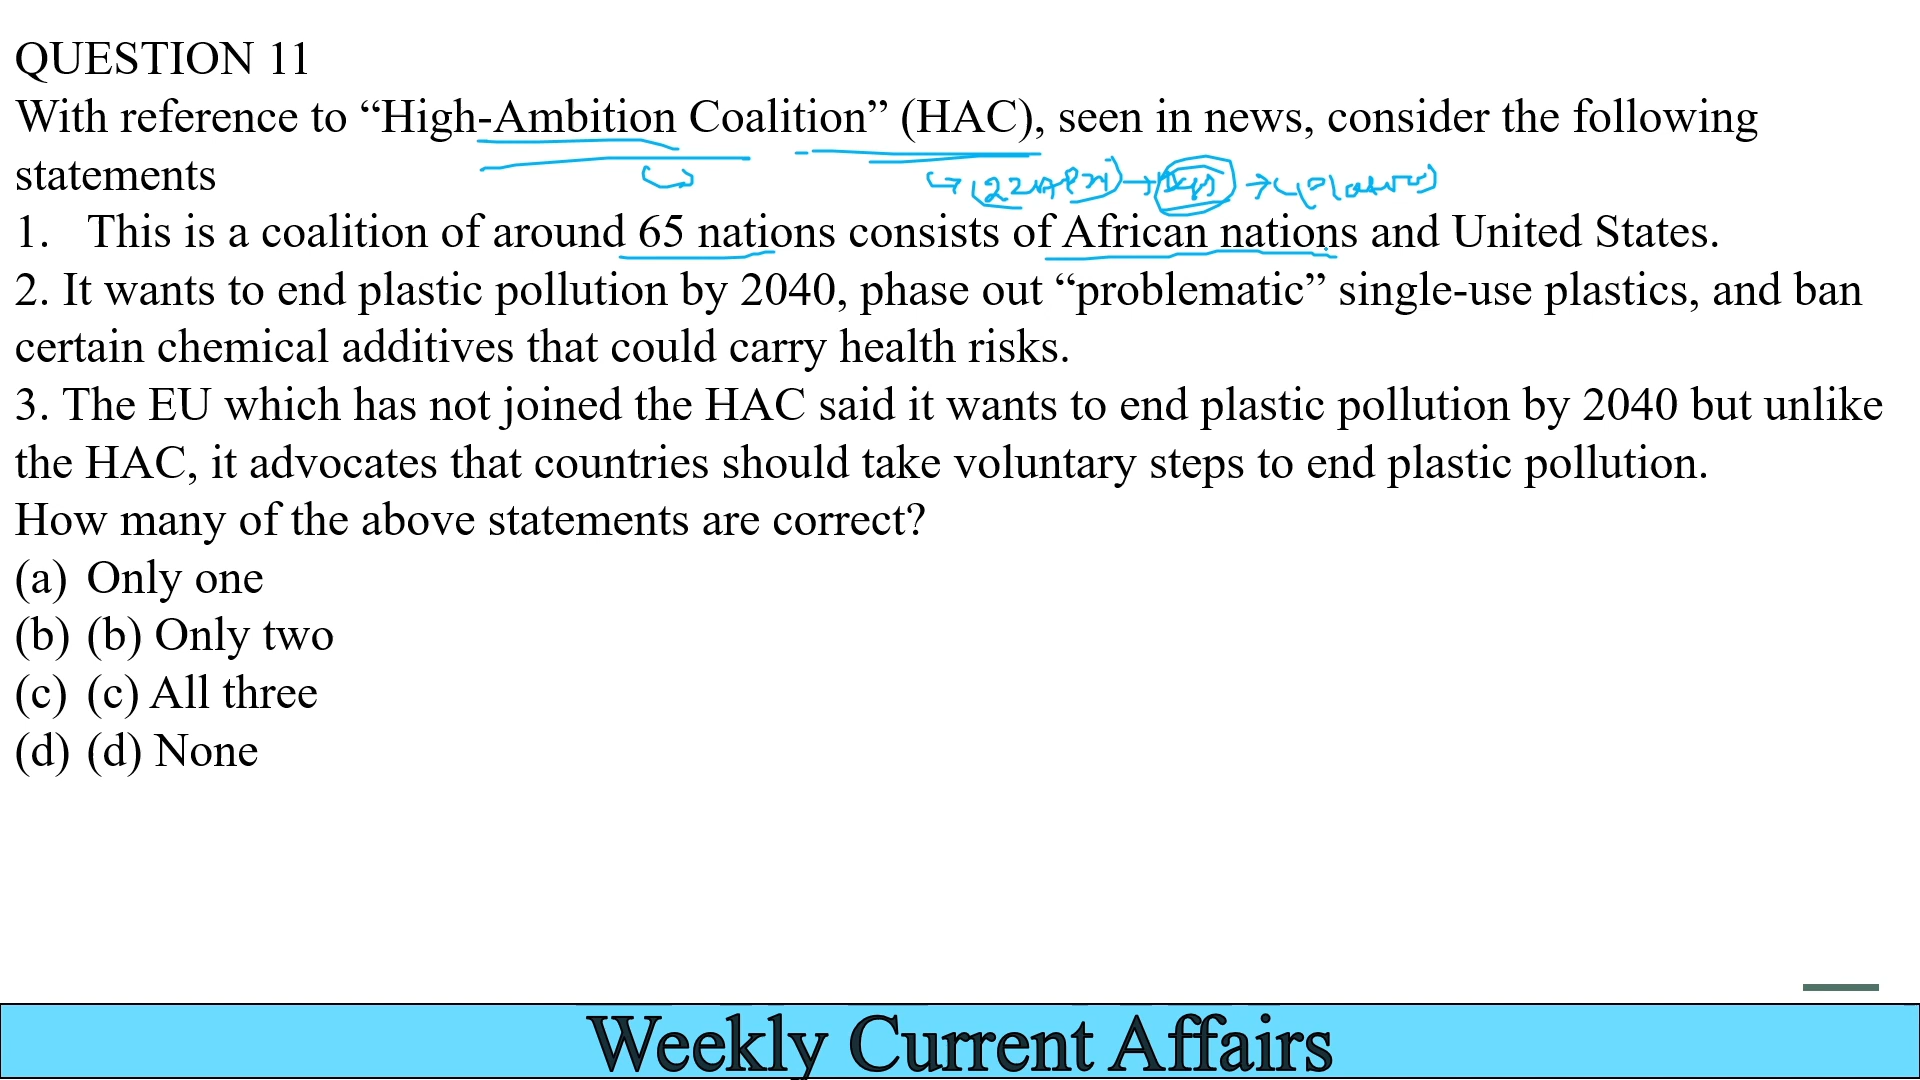 QUESTION 11
With reference to “High-Ambition Coalition” (HAC), seen in news, consider the following
statements
1. This is a coalition of around 65 nations consists of African nations and United States.
2. It wants to end plastic pollution by 2040, phase out “problematic” single-use plastics, and ban
certain chemical additives that could carry health risks.
3. The EU which has not joined the HAC said it wants to end plastic pollution by 2040 but unlike
the HAC, it advocates that countries should take voluntary steps to end plastic pollution.
How many of the above statements are correct?
(a) Only one
(b) (b) Only two
(c) (c) All three
(d) (d) None
Weekly Current Affairs